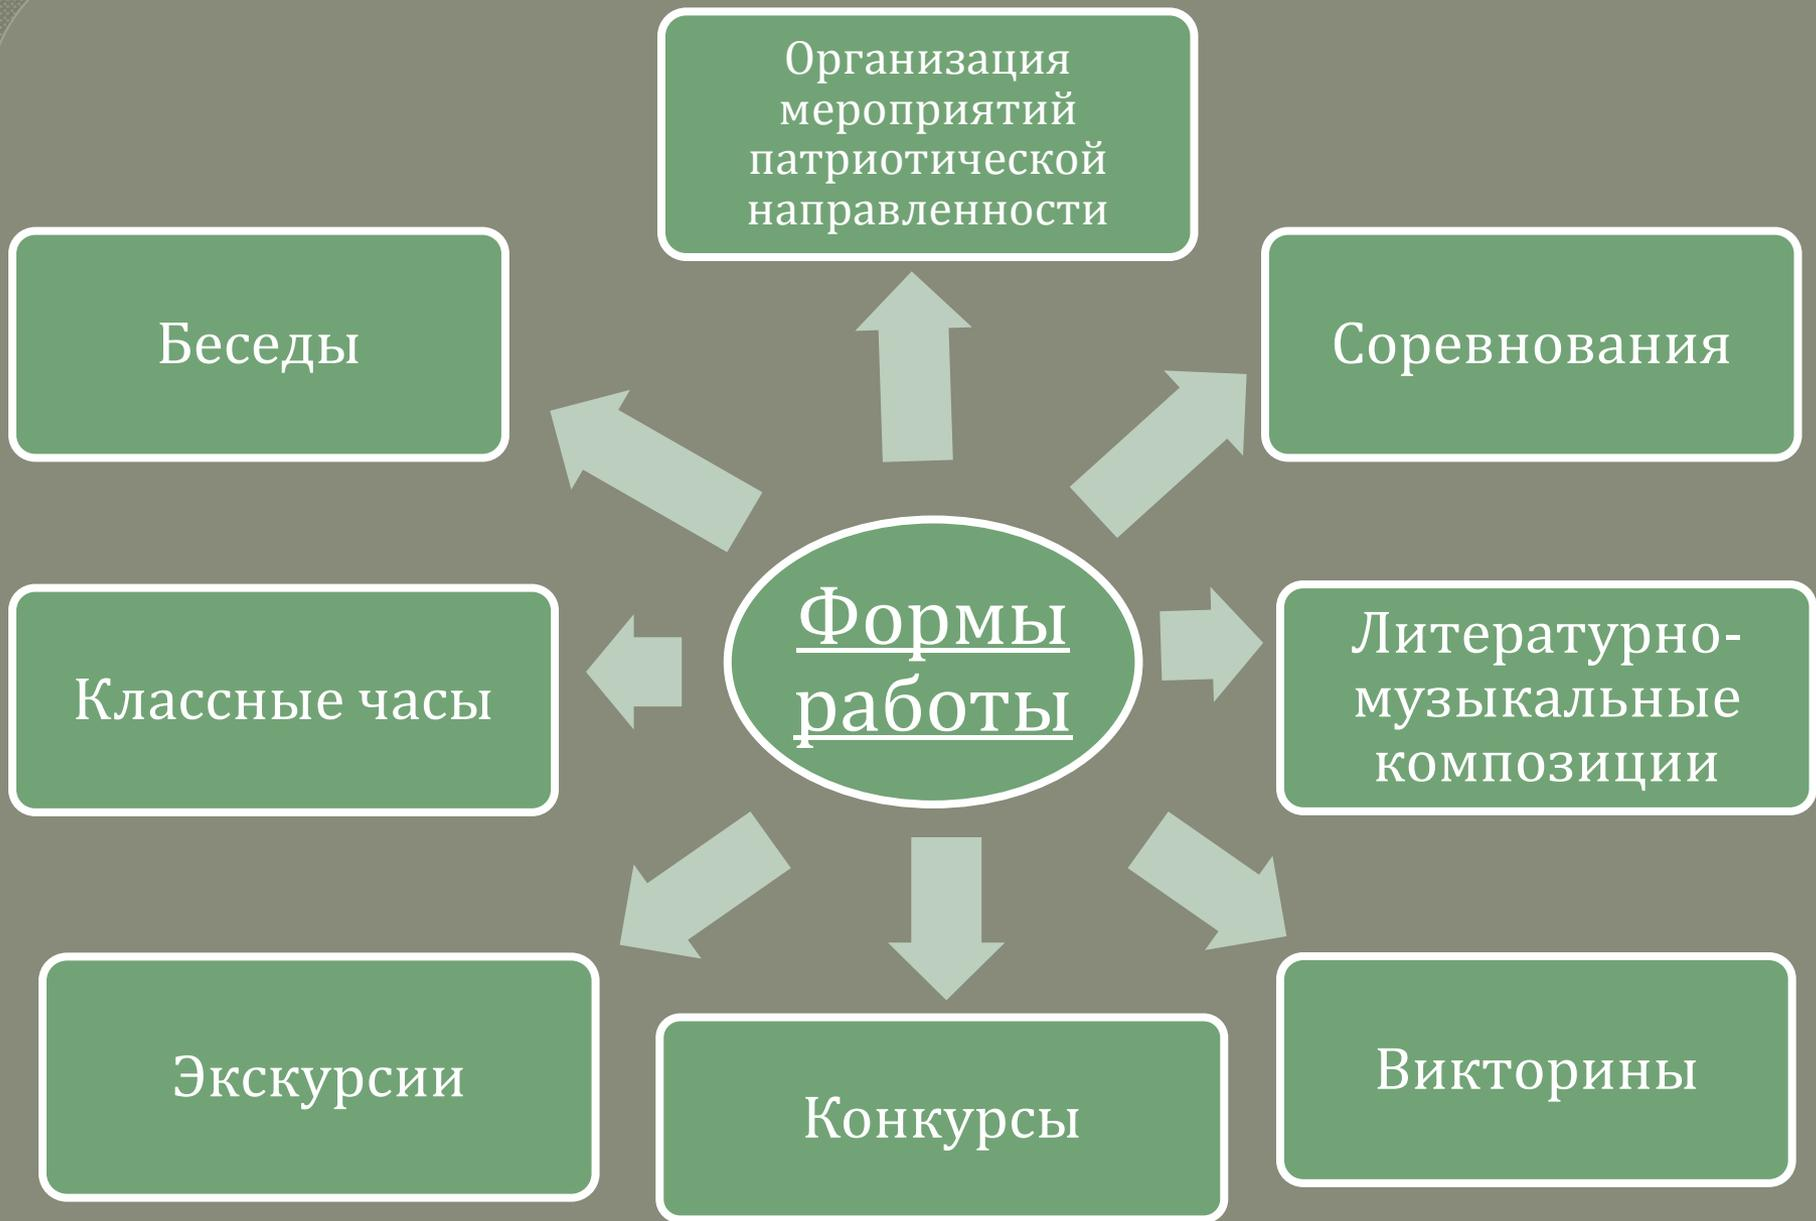 Организация
мероприятий
патриотической
направленности
Беседы
Соревнования
Формы
работы
Классные часы
Литературно-
музыкальные
композиции
Экскурсии
Конкурсы
Викторины